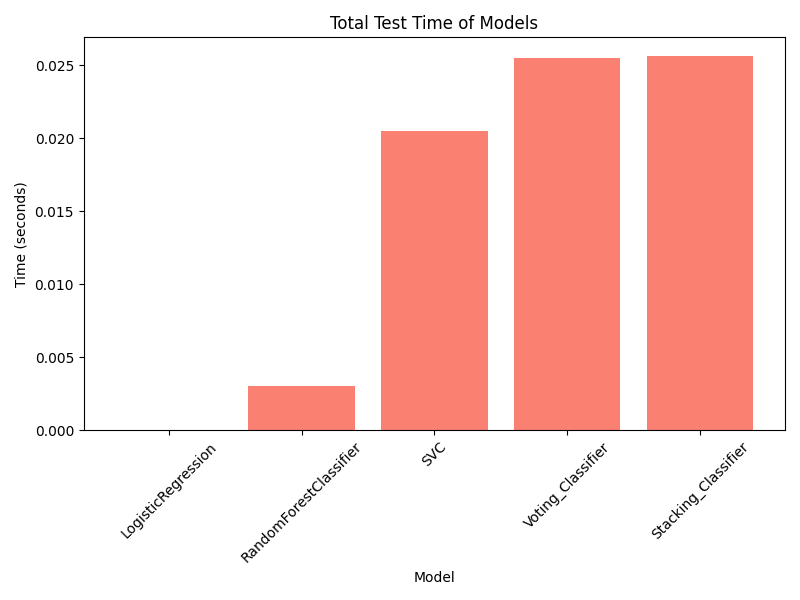 Total Test Time of Models
Time (seconds)
0.025
0.020
0.015
0.010
0.005
0.000
LogisticRegression
RandomForestClassifier
SVC
Voting_Classifier
Stacking_Classifier
Model